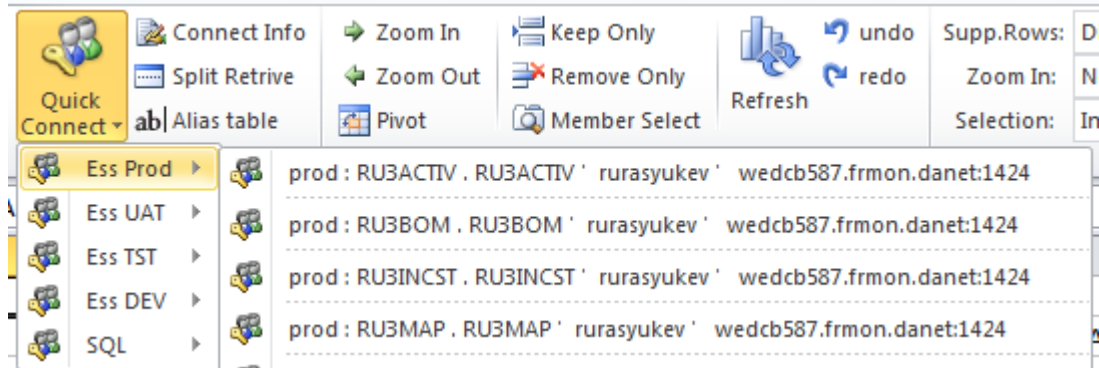 Connect Info Zoom In Keep Only undo Supp.Rows: D
Split Retrive Zoom Out Remove Only redo Zoom In: N
Quick Connect Alias table Pivot Member Select Refresh Selection: In
Ess Prod prod : RU3ACTIV . RU3ACTIV ' rurasyukev ' wedcb587.frmon.danet:1424
Ess UAT prod : RU3BOM . RU3BOM ' rurasyukev ' wedcb587.frmon.danet:1424
Ess TST prod : RU3INCST . RU3INCST ' rurasyukev ' wedcb587.frmon.danet:1424
Ess DEV prod : RU3MAP . RU3MAP ' rurasyukev ' wedcb587.frmon.danet:1424
SQL